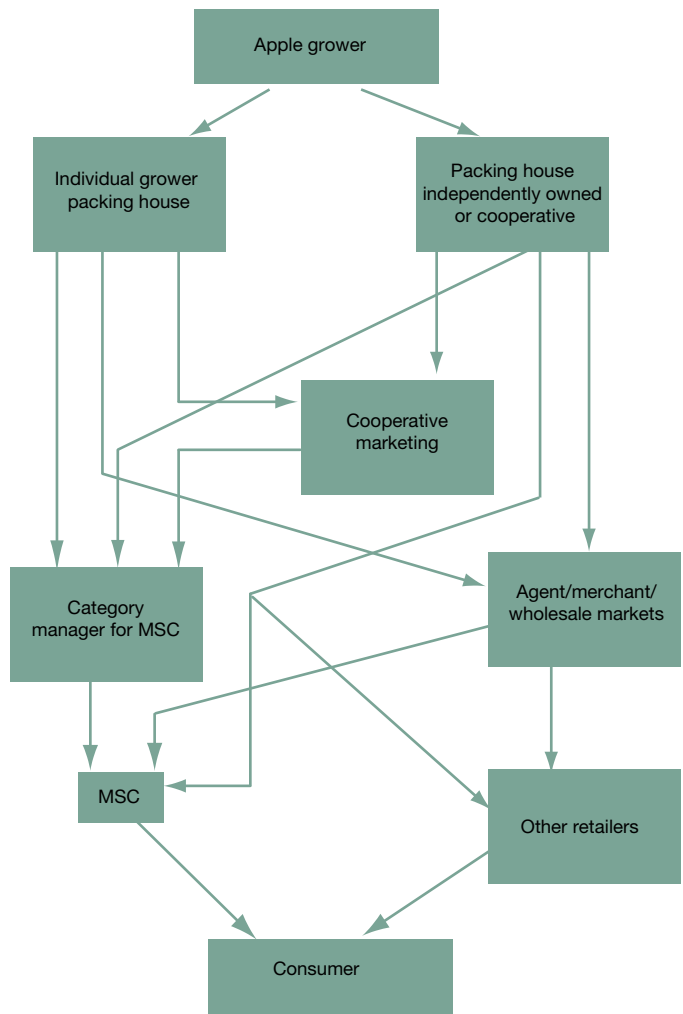 Apple grower
Individual grower
packing house
Packing house
independently owned
or cooperative
Cooperative
marketing
Category
manager for MSC
Agent/merchant/
wholesale markets
MSC
Other retailers
Consumer